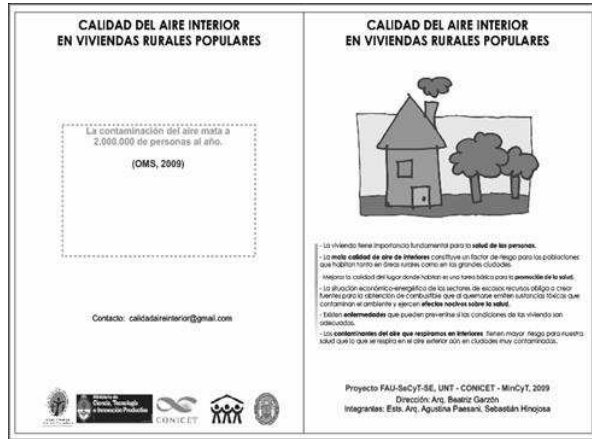 CALIDAD DEL AIRE INTERIOR
EN VIVIENDAS RURALES POPULARES
La contaminación del aire mata a
2.000.000 de personas al año.
(OMS, 2009)
Contacto: calidadaireinterior@gmail.com
Ministerio de
Ciencia, Tecnología
e Innovación Productiva
CONICET
CALIDAD DEL AIRE INTERIOR
EN VIVIENDAS RURALES POPULARES
- La vivienda tiene importancia fundamental para la salud de las personas.
- La mala calidad de aire de interiores constituye un factor de riesgo para las poblaciones
que habitan tanto en áreas rurales como en las grandes ciudades.
- Mejorar la calidad del lugar donde habitan es una tarea básica para la promoción de la salud.
- La situación económico-energética de los sectores de escasos recursos obliga a crear
fuentes para la obtención de combustible que al quemarse emiten sustancias tóxicas que
contaminan el ambiente y ejercen efectos nocivos sobre la salud.
- Existen enfermedades que pueden prevenirse si las condiciones de las vivienda son
adecuadas.
- Los contaminantes del aire que respiramos en interiores tienen mayor riesgo para nuestra
salud que lo que se respira en el aire exterior aún en ciudades muy contaminadas.
Proyecto FAU-SeCyT-SE, UNT - CONICET - MinCyT, 2009
Dirección: Arq. Beatriz Garzón
Integrantes: Ests. Arq. Agustina Paesani, Sebastián Hinojosa